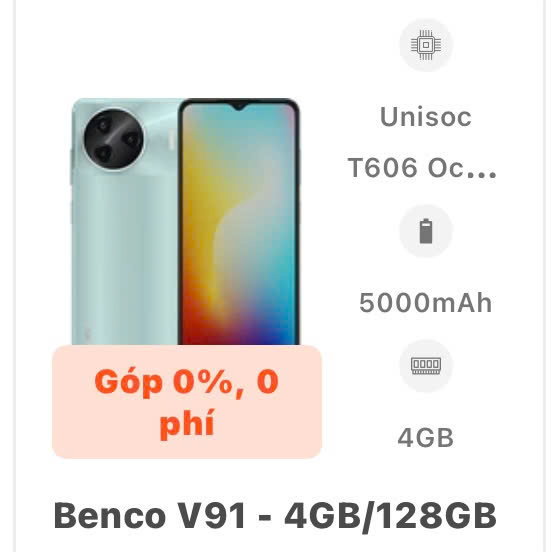 Unisoc
T606 Oc...
5000mAh
4GB
Góp 0%, 0
phí
Benco V91 - 4GB/128GB